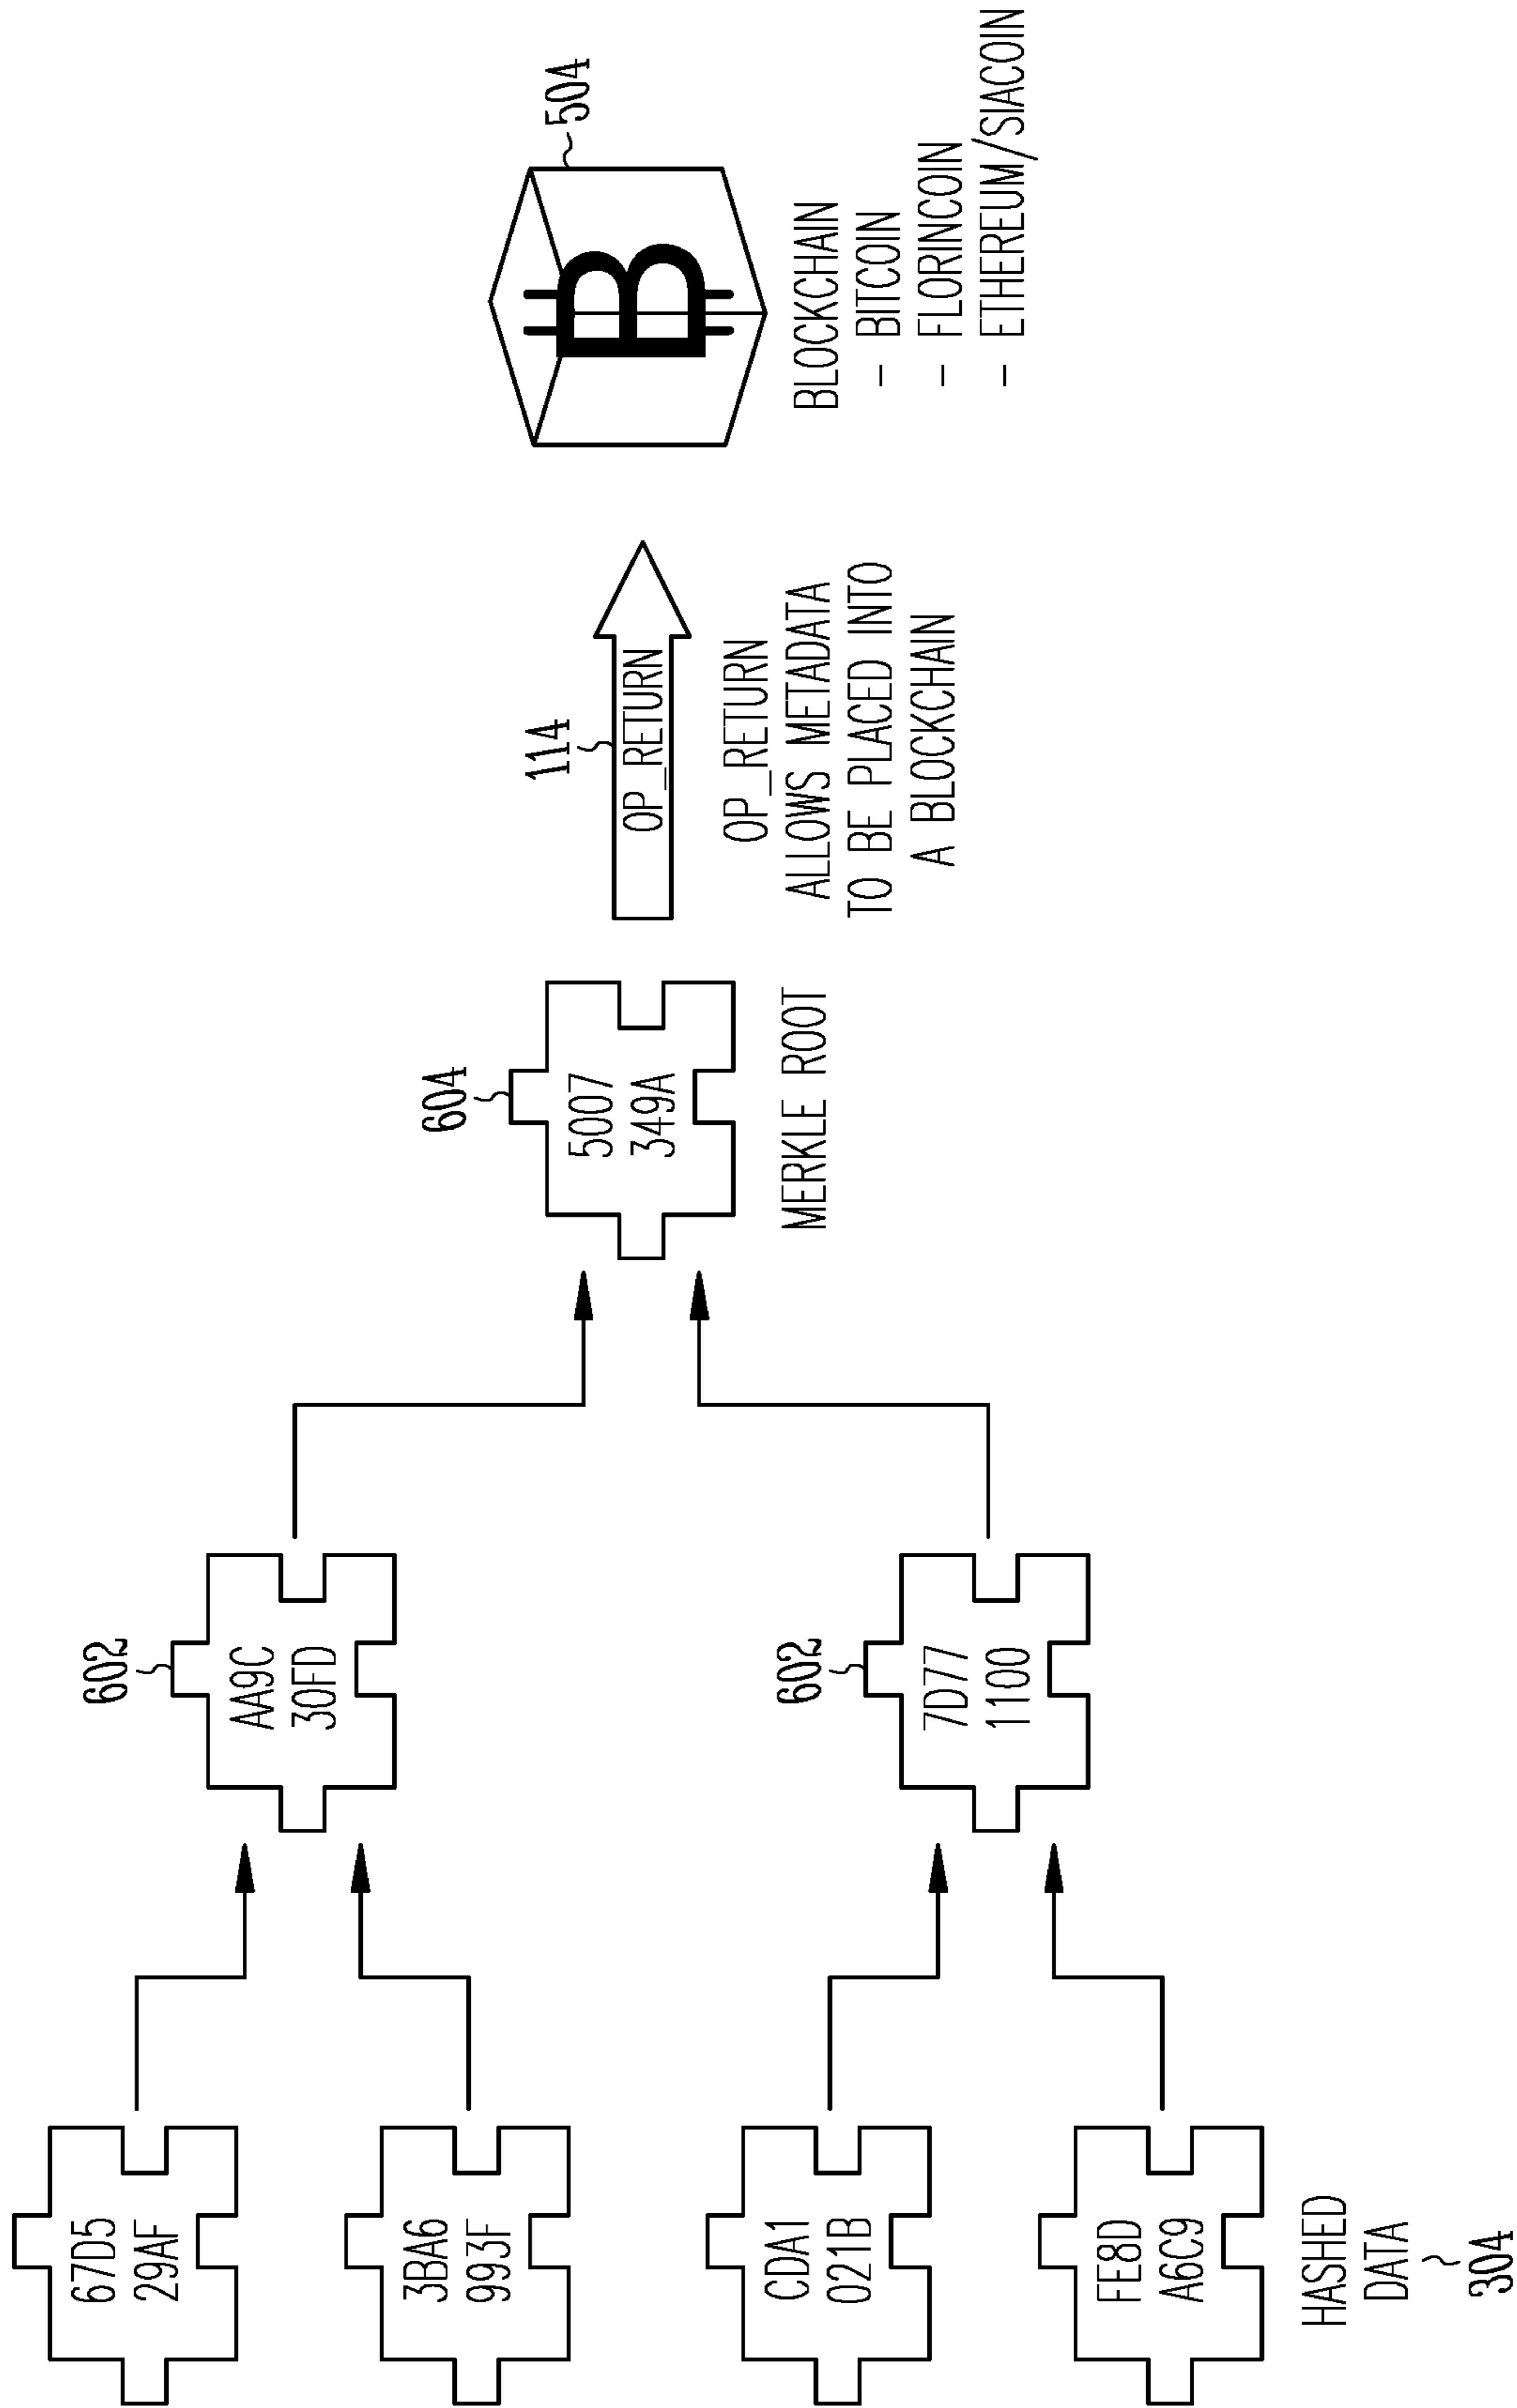 67D5
29AF
3BA6
993F
CDA1
021B
FE8D
A6C9
HASHED
DATA
304
602
AA9C
30FD
602
7D77
1100
604
5007
349A
MERKLE ROOT
114
OP_RETURN
OP_RETURN
ALLOWS METADATA
TO BE PLACED INTO
A BLOCKCHAIN
504
B
BLOCKCHAIN
- BITCOIN
- FLORINCOIN
- ETHEREUM/SIACOIN